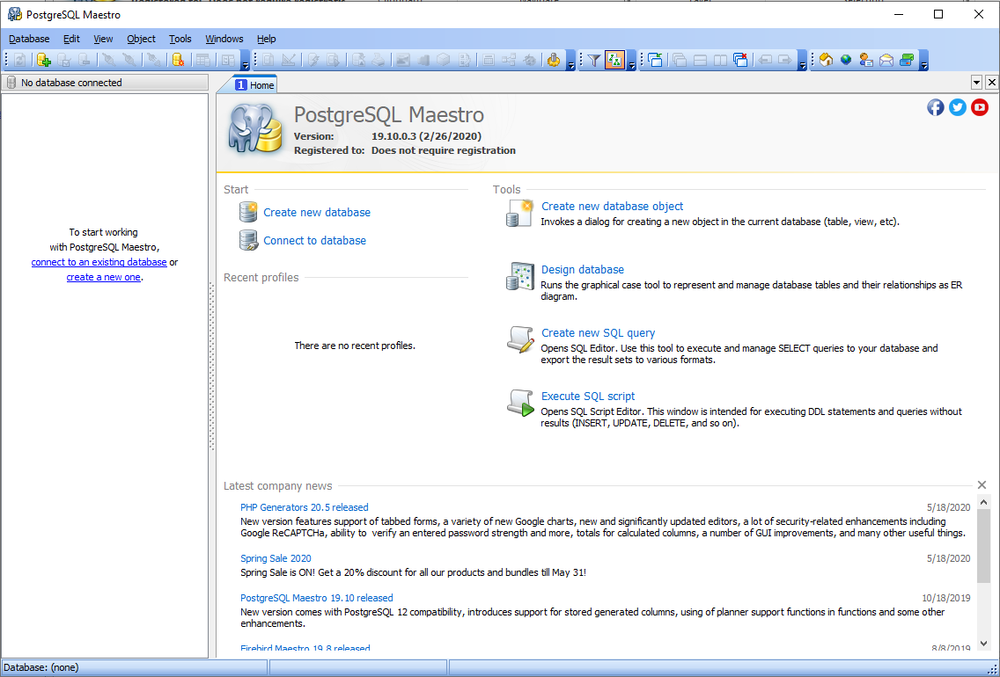 PostgreSQL Maestro
Database Edit View Object Tools Windows Help
No database connected
1 Home
PostgreSQL Maestro
Version: 19.10.0.3 (2/26/2020)
Registered to: Does not require registration
To start working
with PostgreSQL Maestro,
connect to an existing database or
create a new one.
Start
Create new database
Connect to database
Recent profiles
There are no recent profiles.
Tools
Create new database object
Invokes a dialog for creating a new object in the current database (table, view, etc).
Design database
Runs the graphical case tool to represent and manage database tables and their relationships as ER
diagram.
Create new SQL query
Opens SQL Editor. Use this tool to execute and manage SELECT queries to your database and
export the result sets to various formats.
Execute SQL script
Opens SQL Script Editor. This window is intended for executing DDL statements and queries without
results (INSERT, UPDATE, DELETE, and so on).
Latest company news
PHP Generators 20.5 released 5/18/2020
New version features support of tabbed forms, a variety of new Google charts, new and significantly updated editors, a lot of security-related enhancements including
Google ReCAPTCHa, ability to verify an entered password strength and more, totals for calculated columns, a number of GUI improvements, and many other useful things.
Spring Sale 2020 5/18/2020
Spring Sale is ON! Get a 20% discount for all our products and bundles till May 31!
PostgreSQL Maestro 19.10 released 10/18/2019
New version comes with PostgreSQL 12 compatibility, introduces support for stored generated columns, using of planner support functions in functions and some other
enhancements.
Firebird Maestro 19.8 released 8/8/2019
Database: (none)